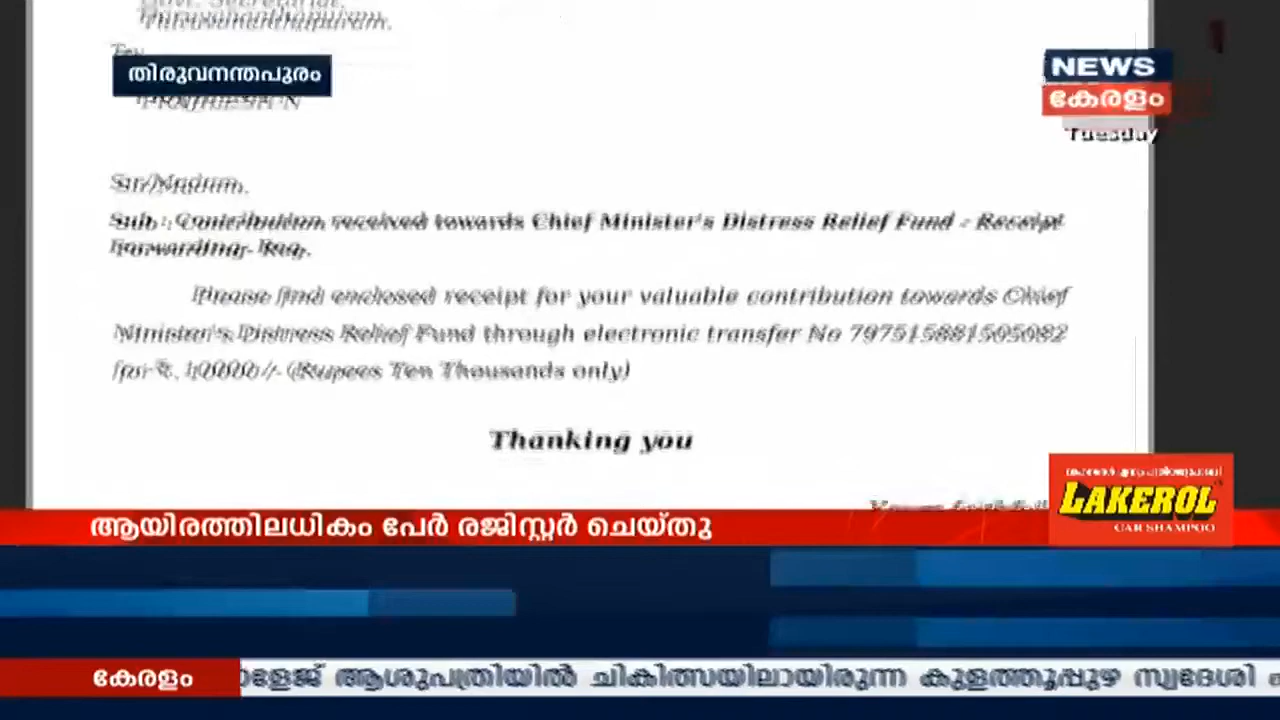 Govt. Secretariat,
Thiruvananthapuram.
തിരുവനന്തപുരം
NEWS
കേരളം
Tuesday
Sir/Madam,
Sub : Contribution received towards Chief Minister's Distress Relief Fund - Receipt
Forwarding- Reg.
Please find enclosed receipt for your valuable contribution towards Chief
Minister's Distress Relief Fund through electronic transfer No 797515881505082
for ₹. 10000 /- (Rupees Ten Thousands only)
Thanking you
LAKEROL
CAR SHAMPOO
ആയിരത്തിലധികം പേർ രജിസ്റ്റർ ചെയ്തു
കേരളം
ആശുപത്രിയിൽ ചികിത്സയിലായിരുന്ന കുളത്തൂപ്പുഴ സ്വദേശി